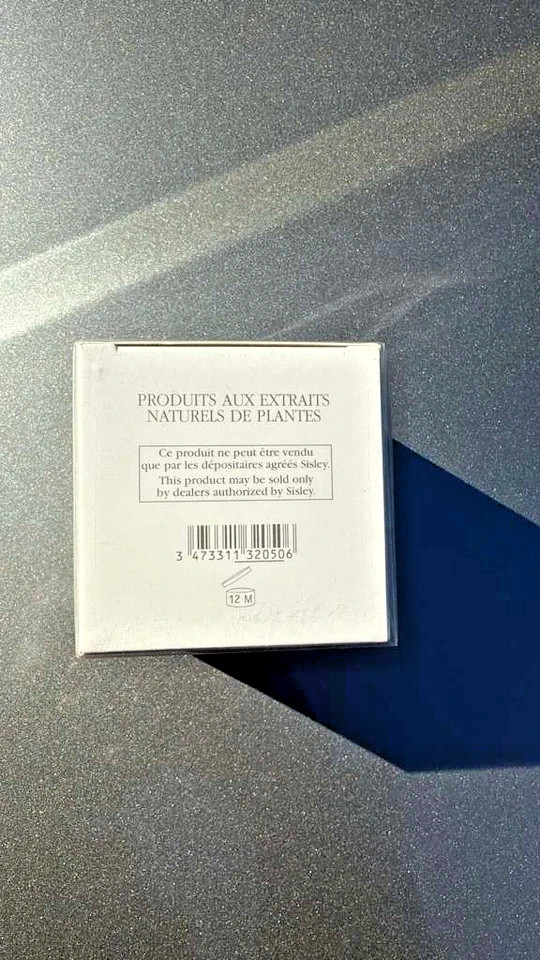 PRODUITS AUX EXTRAITS
NATURELS DE PLANTES
Ce produit ne peut être vendu
que par les dépositaires agréés Sisley.
This product may be sold only
by dealers authorized by Sisley.
3 473311 320506
12 M